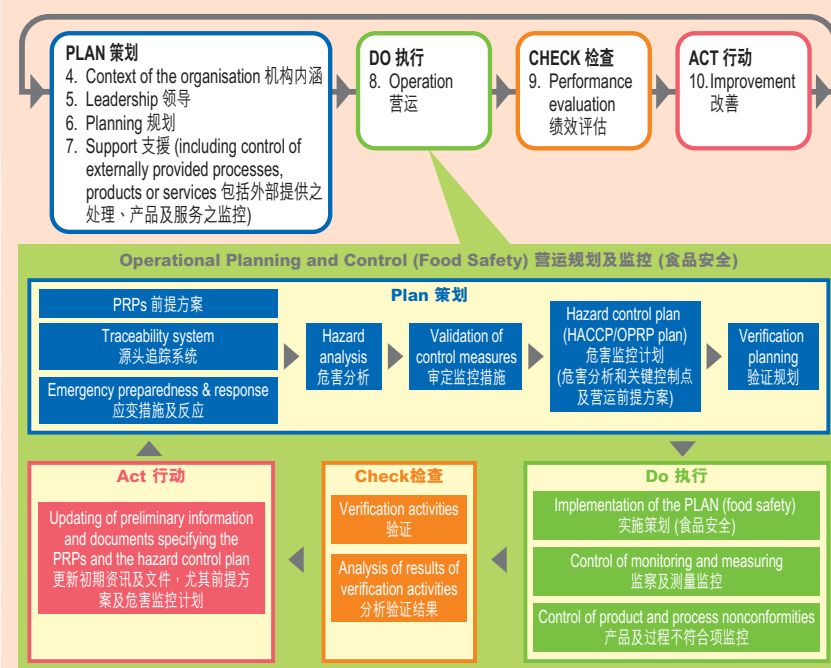 PLAN 策划
4. Context of the organisation 机构内涵
5. Leadership 领导
6. Planning 规划
7. Support 支援 (including control of
externally provided processes,
products or services 包括外部提供之
处理、产品及服务之监控)
DO 执行
8. Operation
营运
CHECK 检查
9. Performance
evaluation
绩效评估
ACT 行动
10.Improvement
改善
Operational Planning and Control (Food Safety) 营运规划及监控 (食品安全)
Plan 策划
PRPs 前提方案
Traceability system
源头追踪系统
Emergency preparedness & response
应变措施及反应
Hazard
analysis
危害分析
Validation of
control measures
审定监控措施
Hazard control plan
(HACCP/OPRP plan)
危害监控计划
(危害分析和关键控制点
及营运前提方案)
Verification
planning
验证规划
Act 行动
Updating of preliminary information
and documents specifying the
PRPs and the hazard control plan
更新初期资讯及文件，尤其前提方
案及危害监控计划
Check检查
Verification activities
验证
Analysis of results of
verification activities
分析验证结果
Do 执行
Implementation of the PLAN (food safety)
实施策划 (食品安全)
Control of monitoring and measuring
监察及测量监控
Control of product and process nonconformities
产品及过程不符合项监控